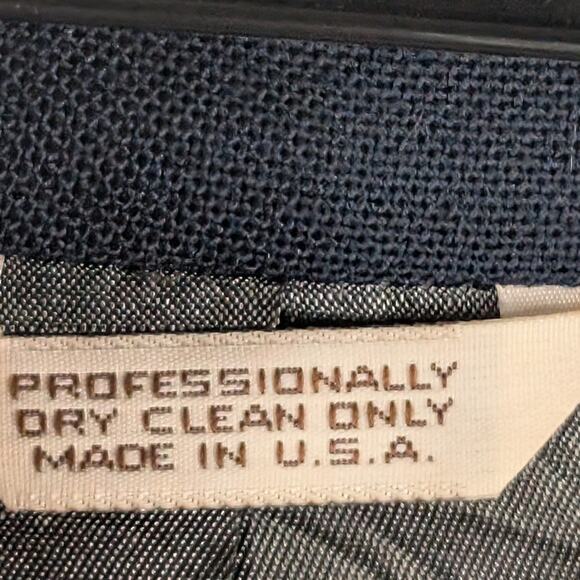 PROFESSIONALLY
DRY CLEAN ONLY
MADE IN U.S.A.